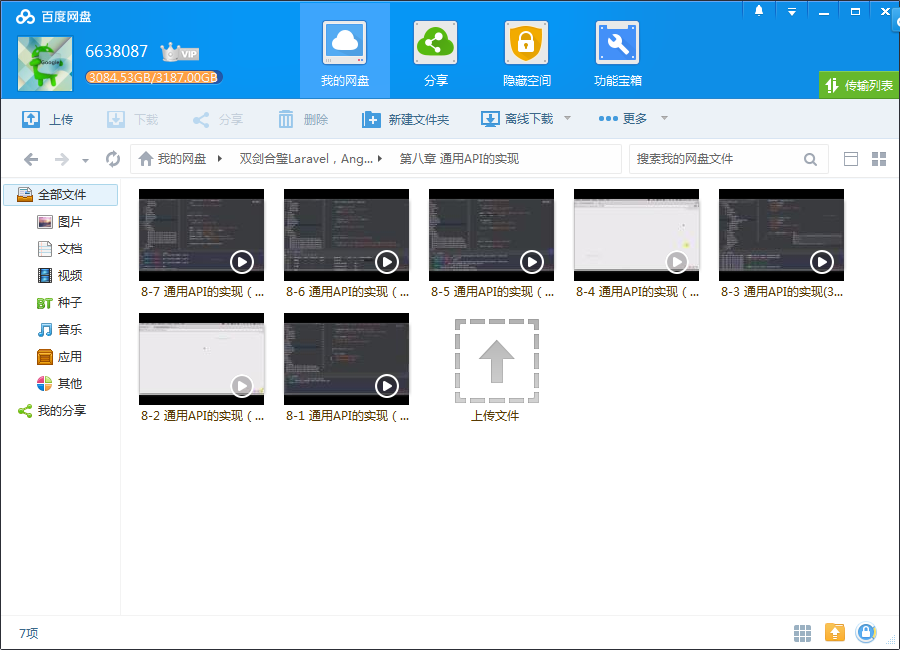 百度网盘
6638087 VIP
3084.53GB/3187.00GB
Google
我的网盘
分享
隐藏空间
功能宝箱
传输列表
上传
下载
分享
删除
新建文件夹
离线下载
更多
我的网盘
双剑合璧Laravel，Ang...
第八章 通用API的实现
搜索我的网盘文件
全部文件
图片
文档
视频
BT 种子
音乐
应用
其他
我的分享
8-7 通用API的实现（...
8-6 通用API的实现（...
8-5 通用API的实现（...
8-4 通用API的实现（...
8-3 通用API的实现(3...
8-2 通用API的实现（...
8-1 通用API的实现（...
上传文件
7项